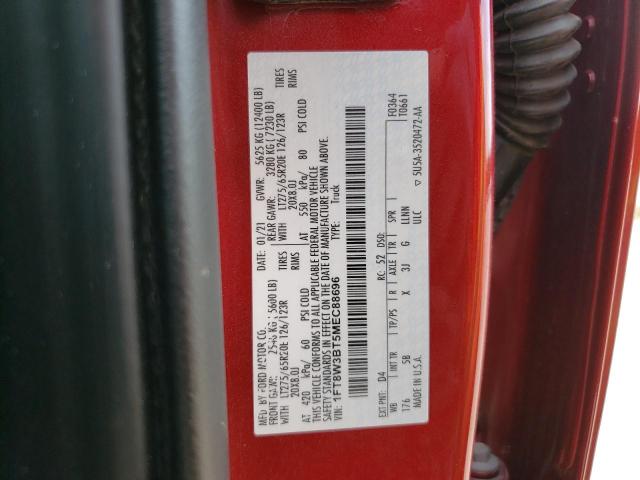 MFD. BY FORD MOTOR CO.
DATE: 01/21 GVWR: 5625 KG (12400 LB)
FRONT GAWR: 2540 KG (5600 LB) REAR GAWR: 3280 KG (7230 LB)
WITH LT275/65R20E 126/123R TIRES WITH LT275/65R20E 126/123R TIRES
20X8.0J RIMS 20X8.0J RIMS
AT 420 kPa/ 60 PSI COLD AT 550 kPa/ 80 PSI COLD
THIS VEHICLE CONFORMS TO ALL APPLICABLE FEDERAL MOTOR VEHICLE
SAFETY STANDARDS IN EFFECT ON THE DATE OF MANUFACTURE SHOWN ABOVE.
VIN: 1FT8W3BT5MEC88696 TYPE: Truck
F0364
T0661
EXT PNT: D4 RC: 52 DSO:
WB INT TR TP/PS R AXLE TR SPR
176 5B X 3J G LLNN
ULC
MADE IN U.S.A. ▽ 5U5A-3520472-AA